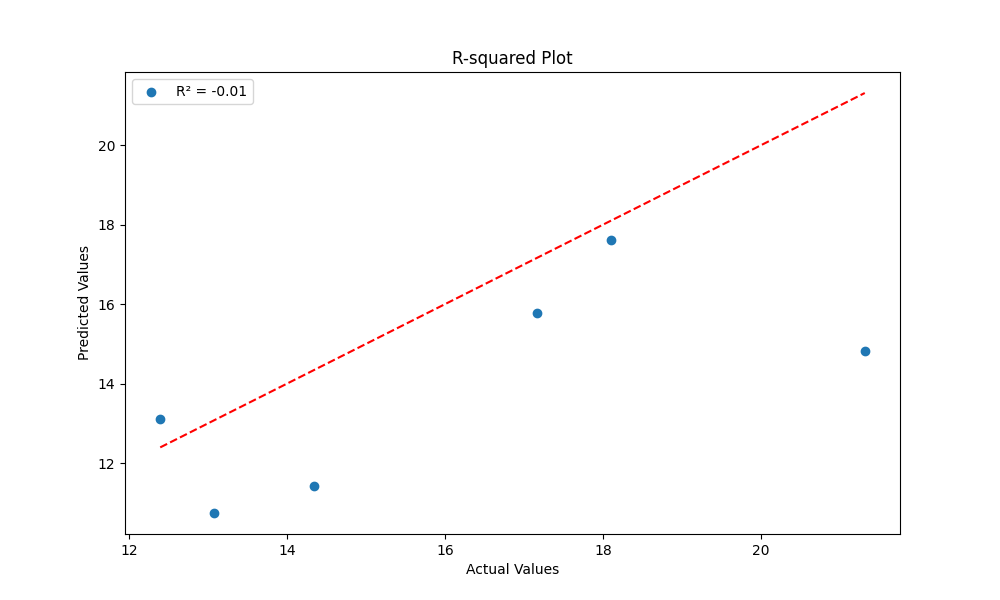 R-squared Plot
R² = -0.01
Predicted Values
20
18
16
14
12
12 14 16 18 20
Actual Values